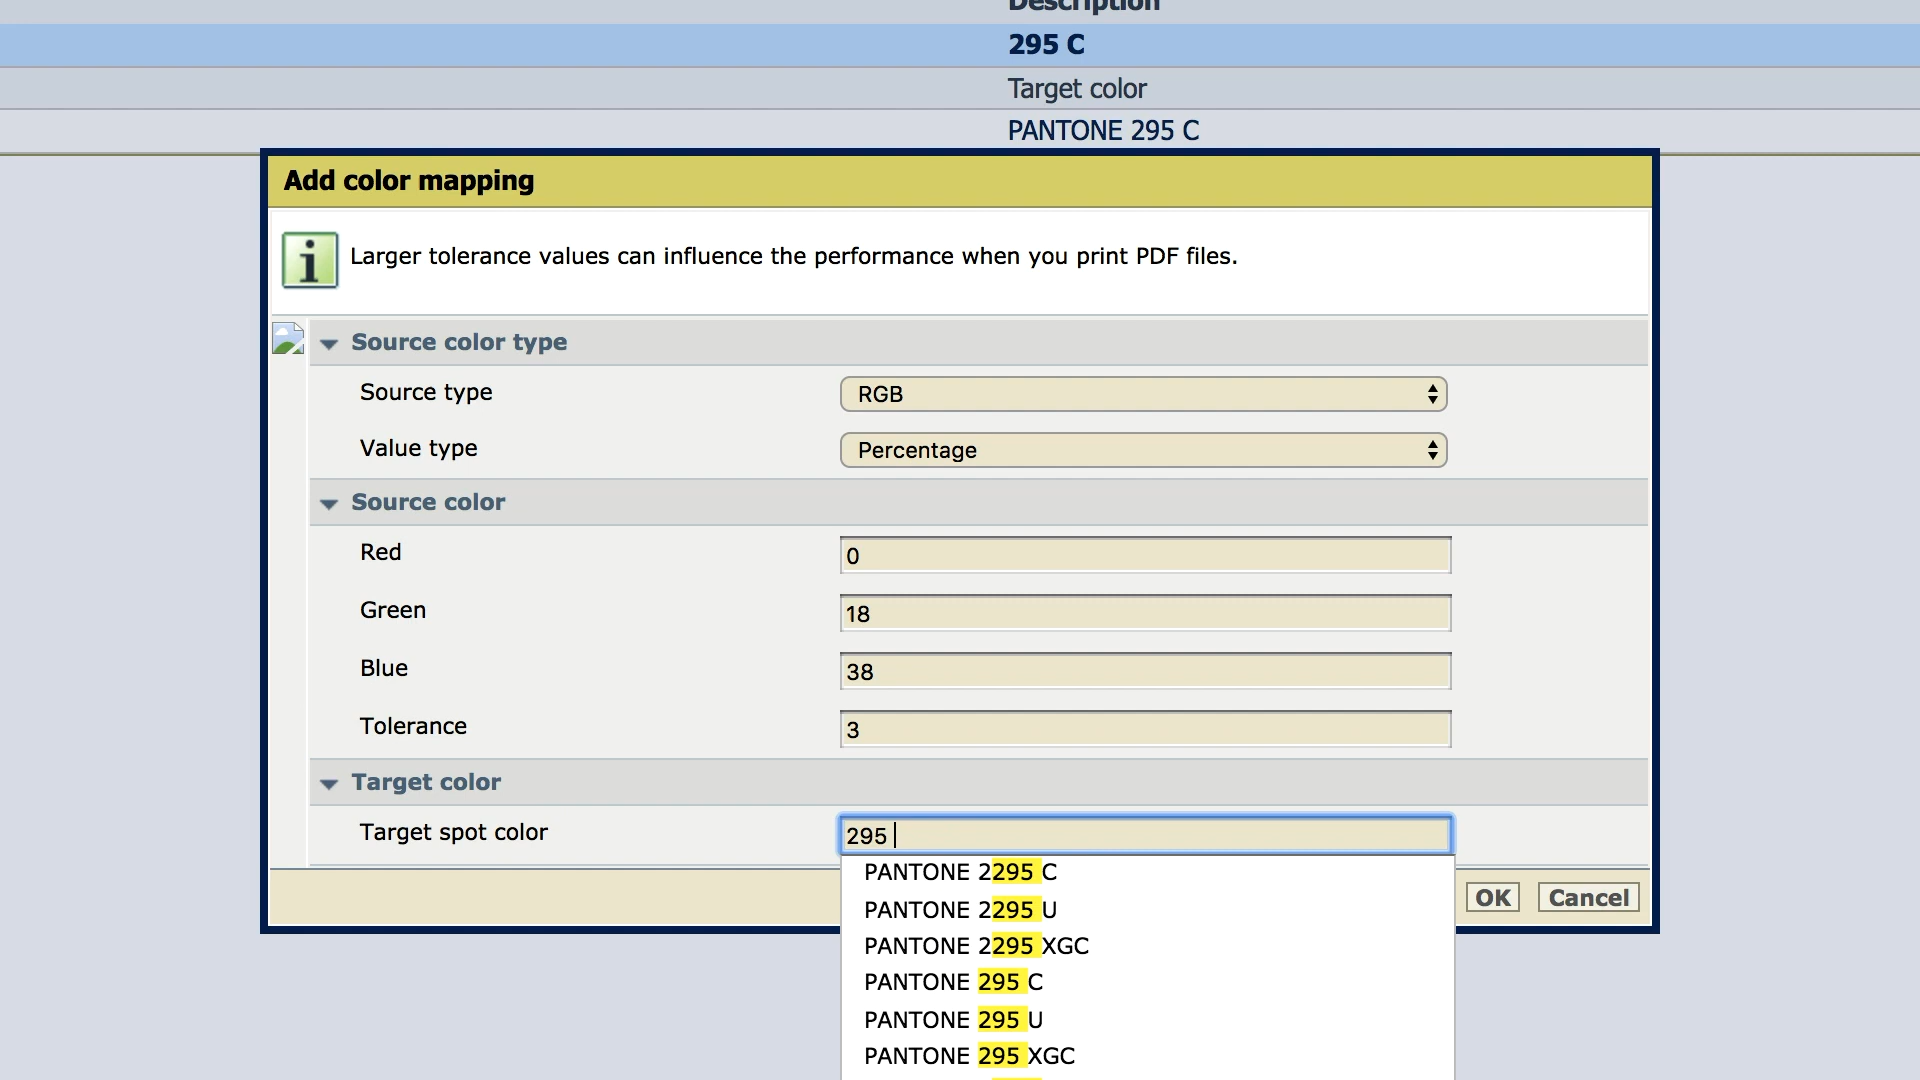 Description
295 C
Target color
PANTONE 295 C
Add color mapping
Larger tolerance values can influence the performance when you print PDF files.
Source color type
Source type RGB
Value type Percentage
Source color
Red 0
Green 18
Blue 38
Tolerance 3
Target color
Target spot color 295
PANTONE 2295 C
OK Cancel
PANTONE 2295 U
PANTONE 2295 XGC
PANTONE 295 C
PANTONE 295 U
PANTONE 295 XGC